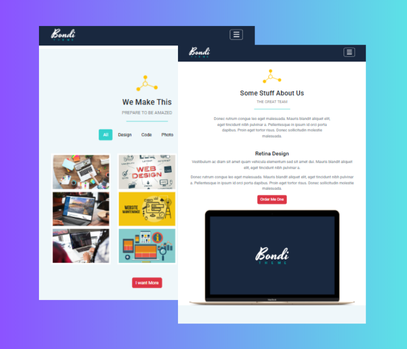 Bondi
THEME
We Make This
PREPARE TO BE AMAZED
All
Design
Code
Photo
WEB
DESIGN
WEBSITE
MAINTENANCE
I want More
Bondi
THEME
Some Stuff About Us
THE GREAT TEAM
Donec rutrum congue leo eget malesuada. Mauris blandit aliquet
elit, eget tincidunt nibh pulvinar a. Pellentesque in ipsum id orci porta
dapibus. Proin eget tortor risus. Donec sollicitudin molestie
malesuada.
Retina Design
Vestibulum ac diam sit amet quam vehicula elementum sed sit amet dui. Mauris blandit aliquet
elit, eget tincidunt nibh pulvinar a.
Donec rutrum congue leo eget malesuada. Mauris blandit aliquet elit, eget tincidunt nibh
pulvinar a. Pellentesque in ipsum id orci porta dapibus. Proin eget tortor risus. Donec sollicitudin molestie
malesuada.
Order Me One
Bondi
THEME